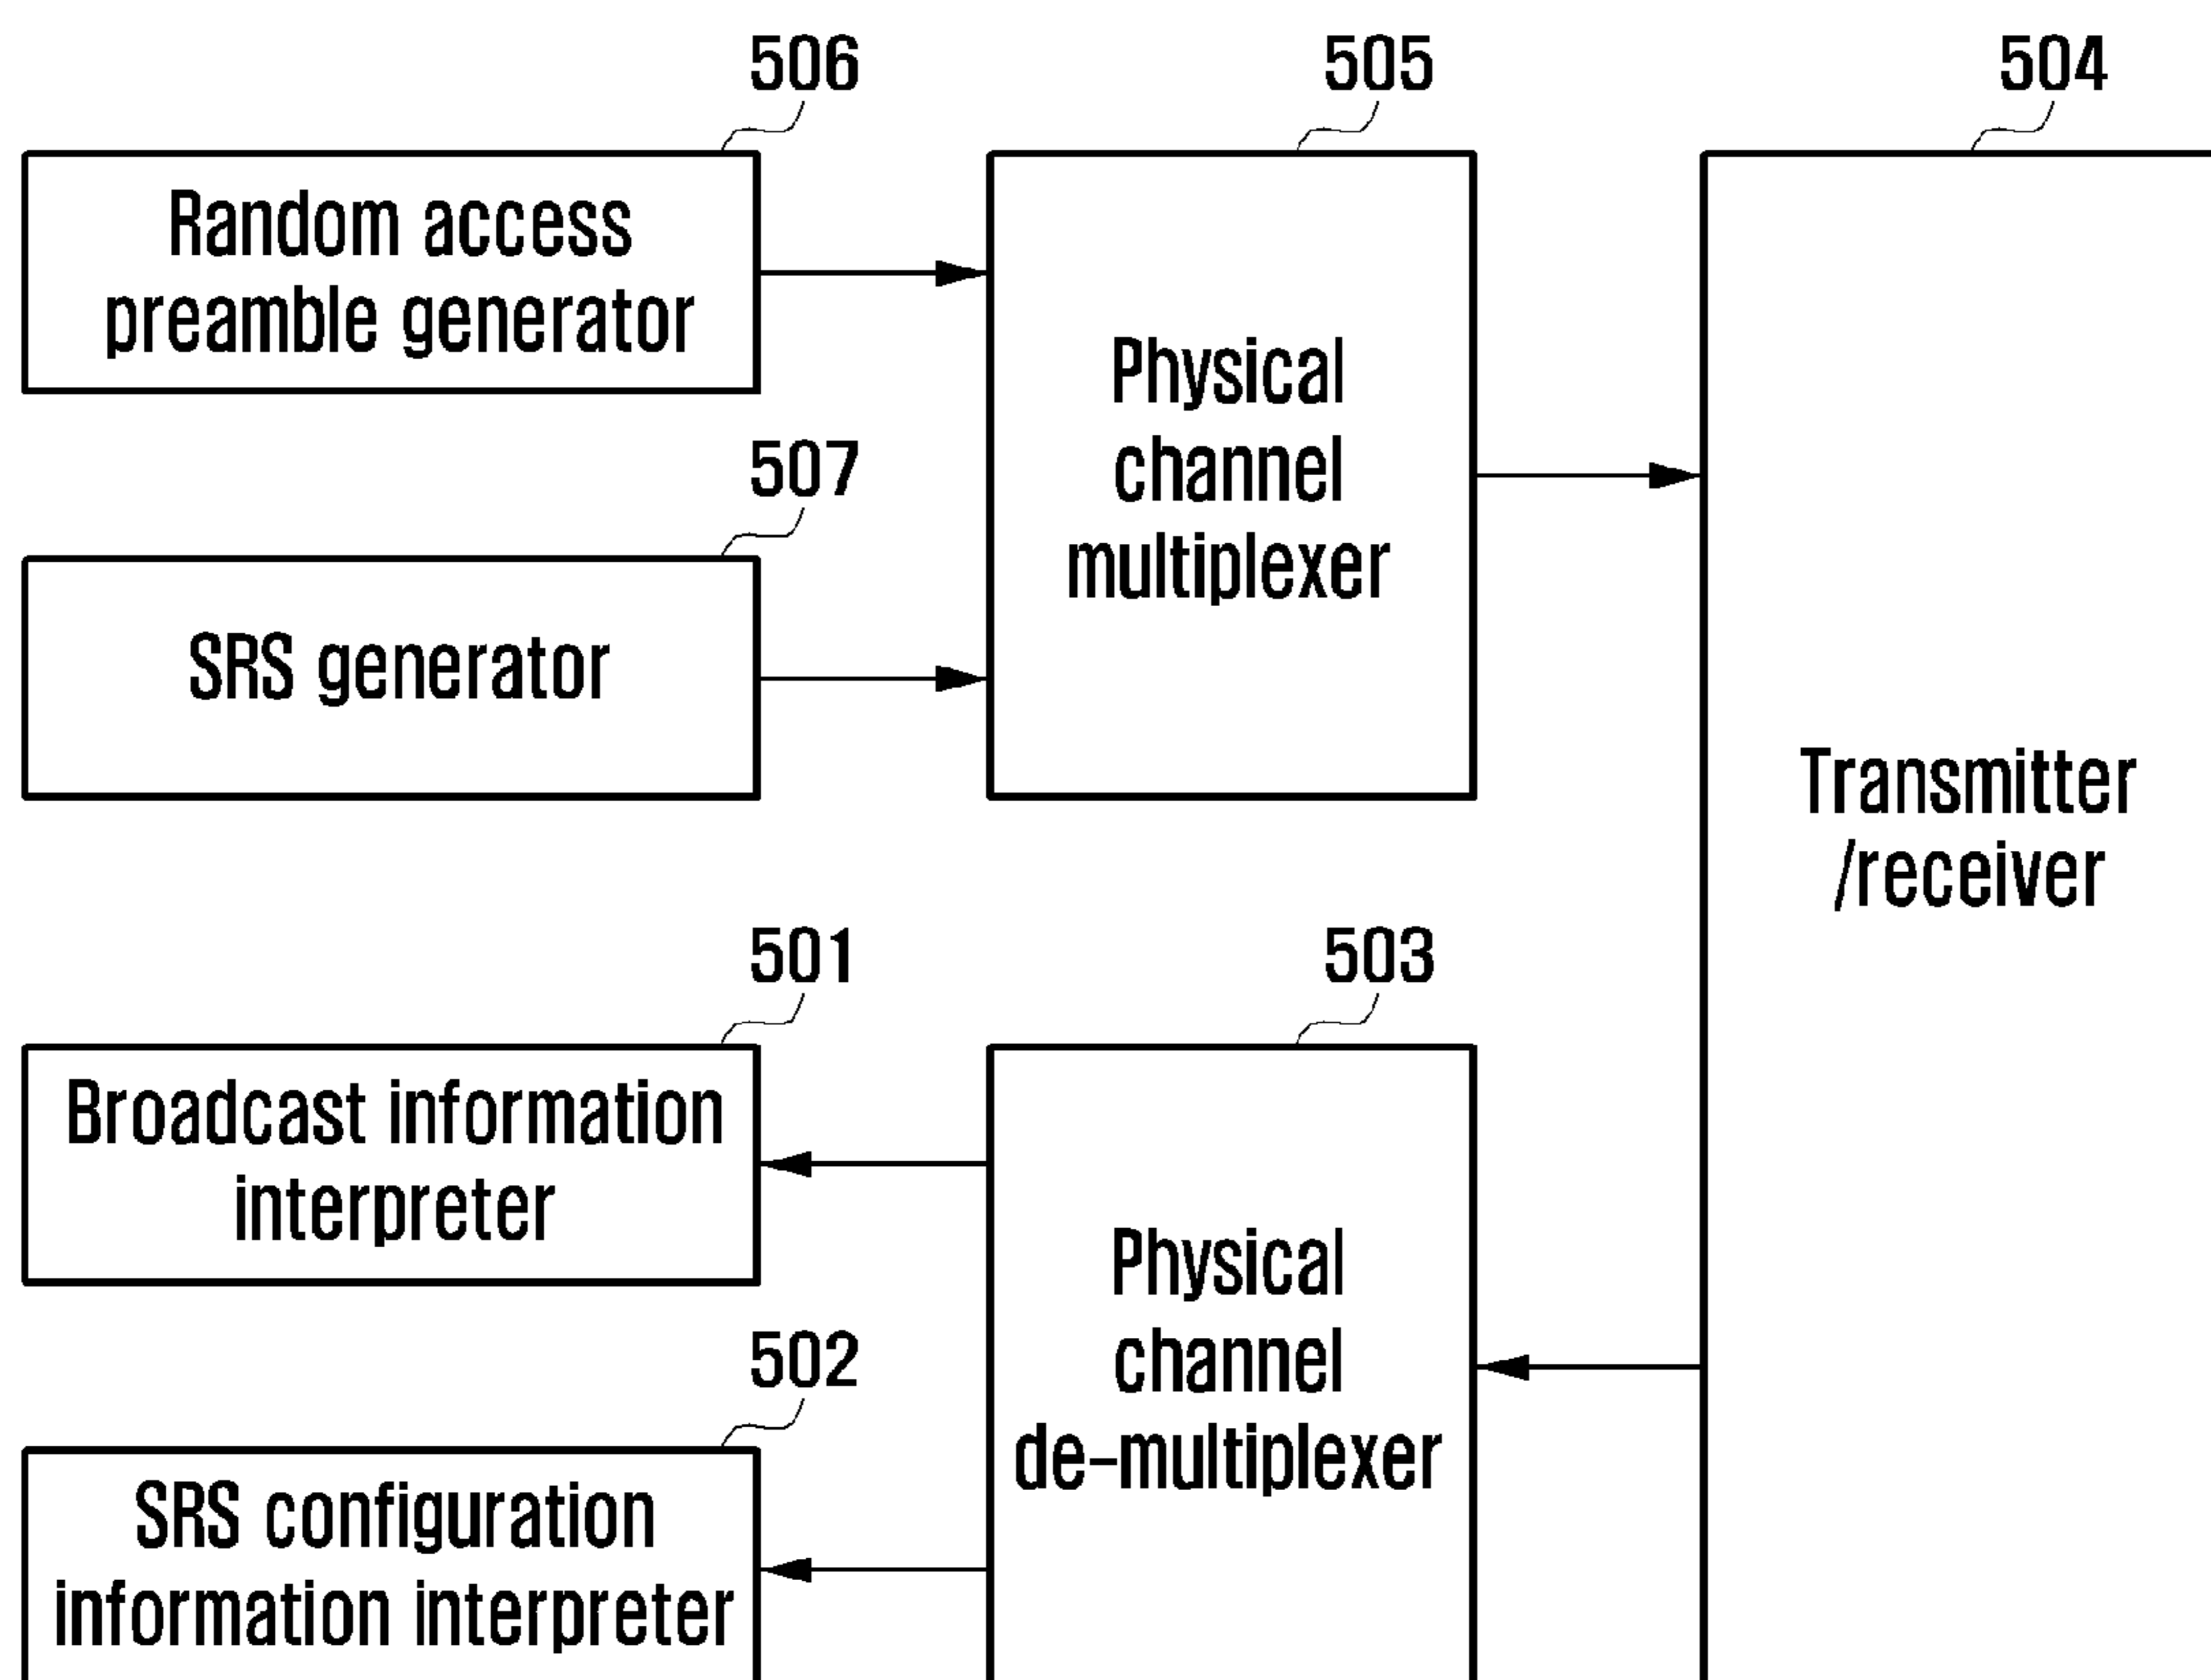 506
505
504
Random access
preamble generator
Physical
channel
multiplexer
507
SRS generator
Transmitter
/receiver
501
503
Broadcast information
interpreter
Physical
channel
de-multiplexer
502
SRS configuration
information interpreter